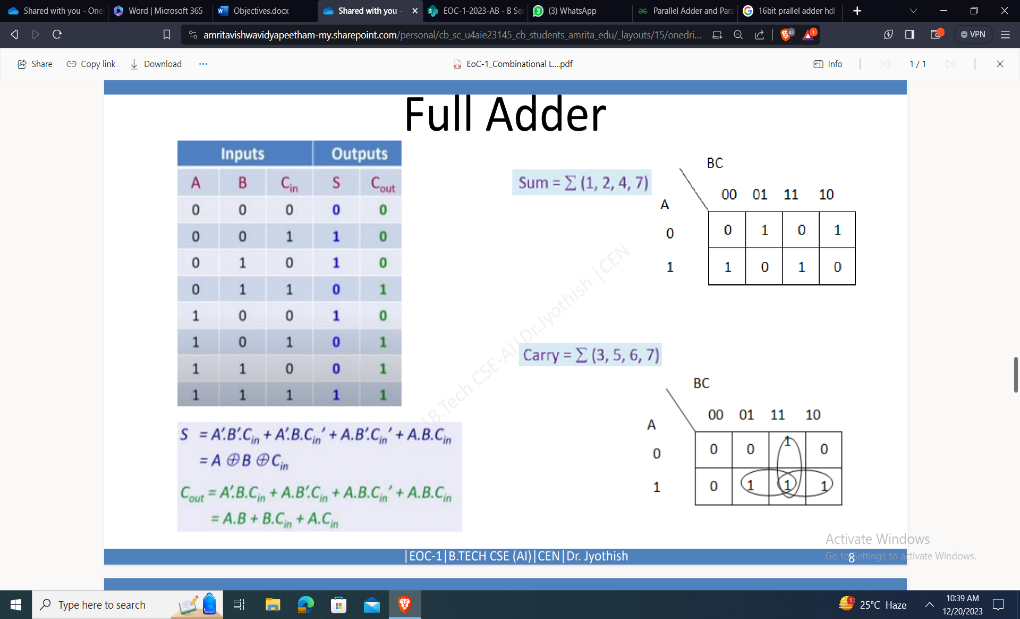 Shared with you - One
Word | Microsoft 365
Objectives.docx
Shared with you -
EOC-1-2023-AB - B Se
(3) WhatsApp
Parallel Adder and Par
16bit prallel adder hdl
amritavishwavidyapeetham-my.sharepoint.com/personal/cb_sc_u4aie23145_cb_students_amrita_edu/_layouts/15/onedri...
VPN
Share
Copy link
Download
...
EoC-1_Combinational L....pdf
Info
1 / 1
Full Adder
Inputs Outputs
A B Cin S Cout
0 0 0 0 0
0 0 1 1 0
0 1 0 1 0
0 1 1 0 1
1 0 0 1 0
1 0 1 0 1
1 1 0 0 1
1 1 1 1 1
S = A'.B'.Cin + A'.B.Cin' + A.B'.Cin' + A.B.Cin
= A ⊕ B ⊕ Cin
Cout = A'.B.Cin + A.B'.Cin + A.B.Cin' + A.B.Cin
= A.B + B.Cin + A.Cin
Sum = ∑ (1, 2, 4, 7)
BC
00 01 11 10
A
0 0 1 0 1
1 1 0 1 0
Carry = ∑ (3, 5, 6, 7)
BC
00 01 11 10
A
0 0 0 1 0
1 0 1 1 1
B.Tech CSE-AI | Dr.Jyothish | CEN
|EOC-1|B.TECH CSE (AI)|CEN|Dr. Jyothish
8
Activate Windows
Go to Settings to activate Windows.
Type here to search
25°C Haze
10:39 AM
12/20/2023